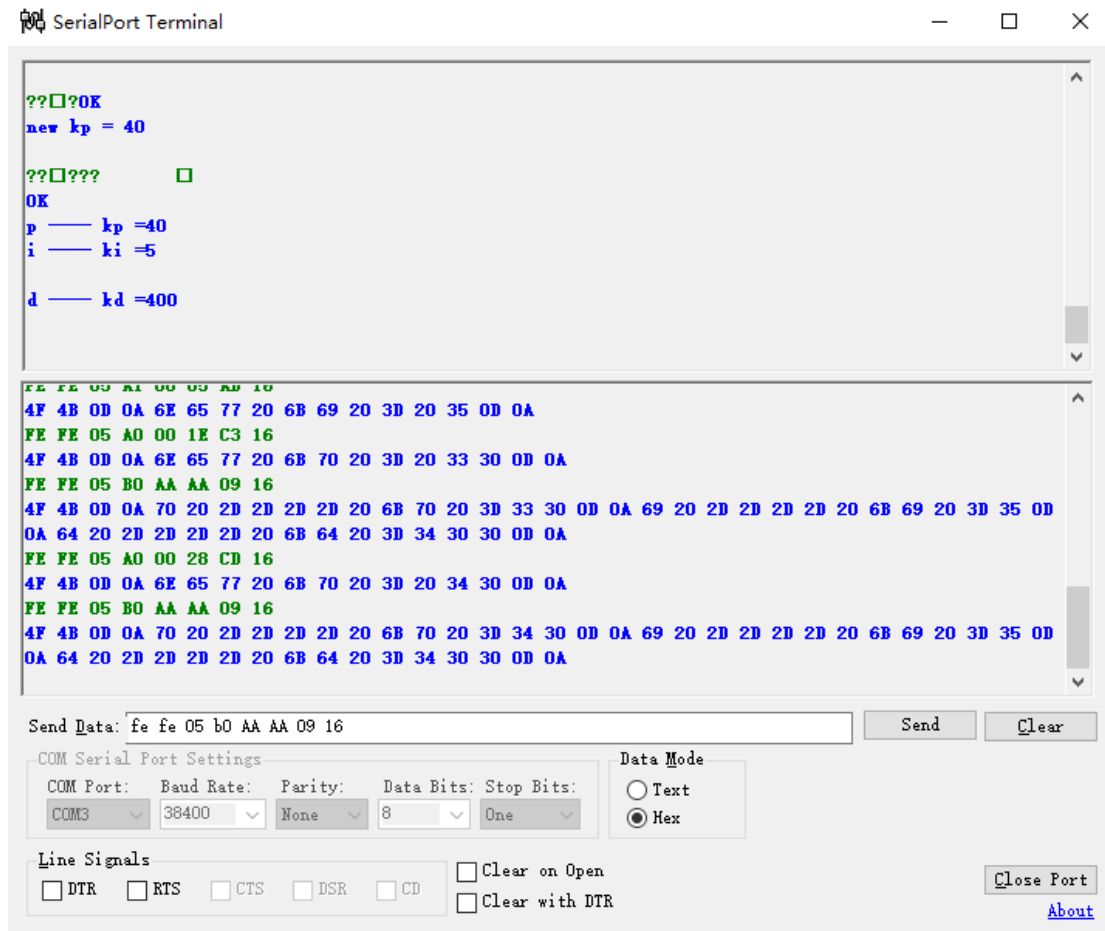 SerialPort Terminal
??□?OK
new kp = 40
??□??? □
OK
p ---- kp =40
i ---- ki =5
d ---- kd =400
FE FE 05 A1 00 05 AB 16
4F 4B 0D 0A 6E 65 77 20 6B 69 20 3D 20 35 0D 0A
FE FE 05 A0 00 1E C3 16
4F 4B 0D 0A 6E 65 77 20 6B 70 20 3D 20 33 30 0D 0A
FE FE 05 B0 AA AA 09 16
4F 4B 0D 0A 70 20 2D 2D 2D 2D 20 6B 70 20 3D 33 30 0D 0A 69 20 2D 2D 2D 2D 20 6B 69 20 3D 35 0D
0A 64 20 2D 2D 2D 2D 20 6B 64 20 3D 34 30 30 0D 0A
FE FE 05 A0 00 28 CD 16
4F 4B 0D 0A 6E 65 77 20 6B 70 20 3D 20 34 30 0D 0A
FE FE 05 B0 AA AA 09 16
4F 4B 0D 0A 70 20 2D 2D 2D 2D 20 6B 70 20 3D 34 30 0D 0A 69 20 2D 2D 2D 2D 20 6B 69 20 3D 35 0D
0A 64 20 2D 2D 2D 2D 20 6B 64 20 3D 34 30 30 0D 0A
Send Data: fe fe 05 b0 AA AA 09 16 Send Clear
COM Serial Port Settings Data Mode
COM Port: Baud Rate: Parity: Data Bits: Stop Bits: Text
COM3 38400 None 8 One Hex
Line Signals
DTR RTS CTS DSR CD
Clear on Open
Clear with DTR
Close Port
About